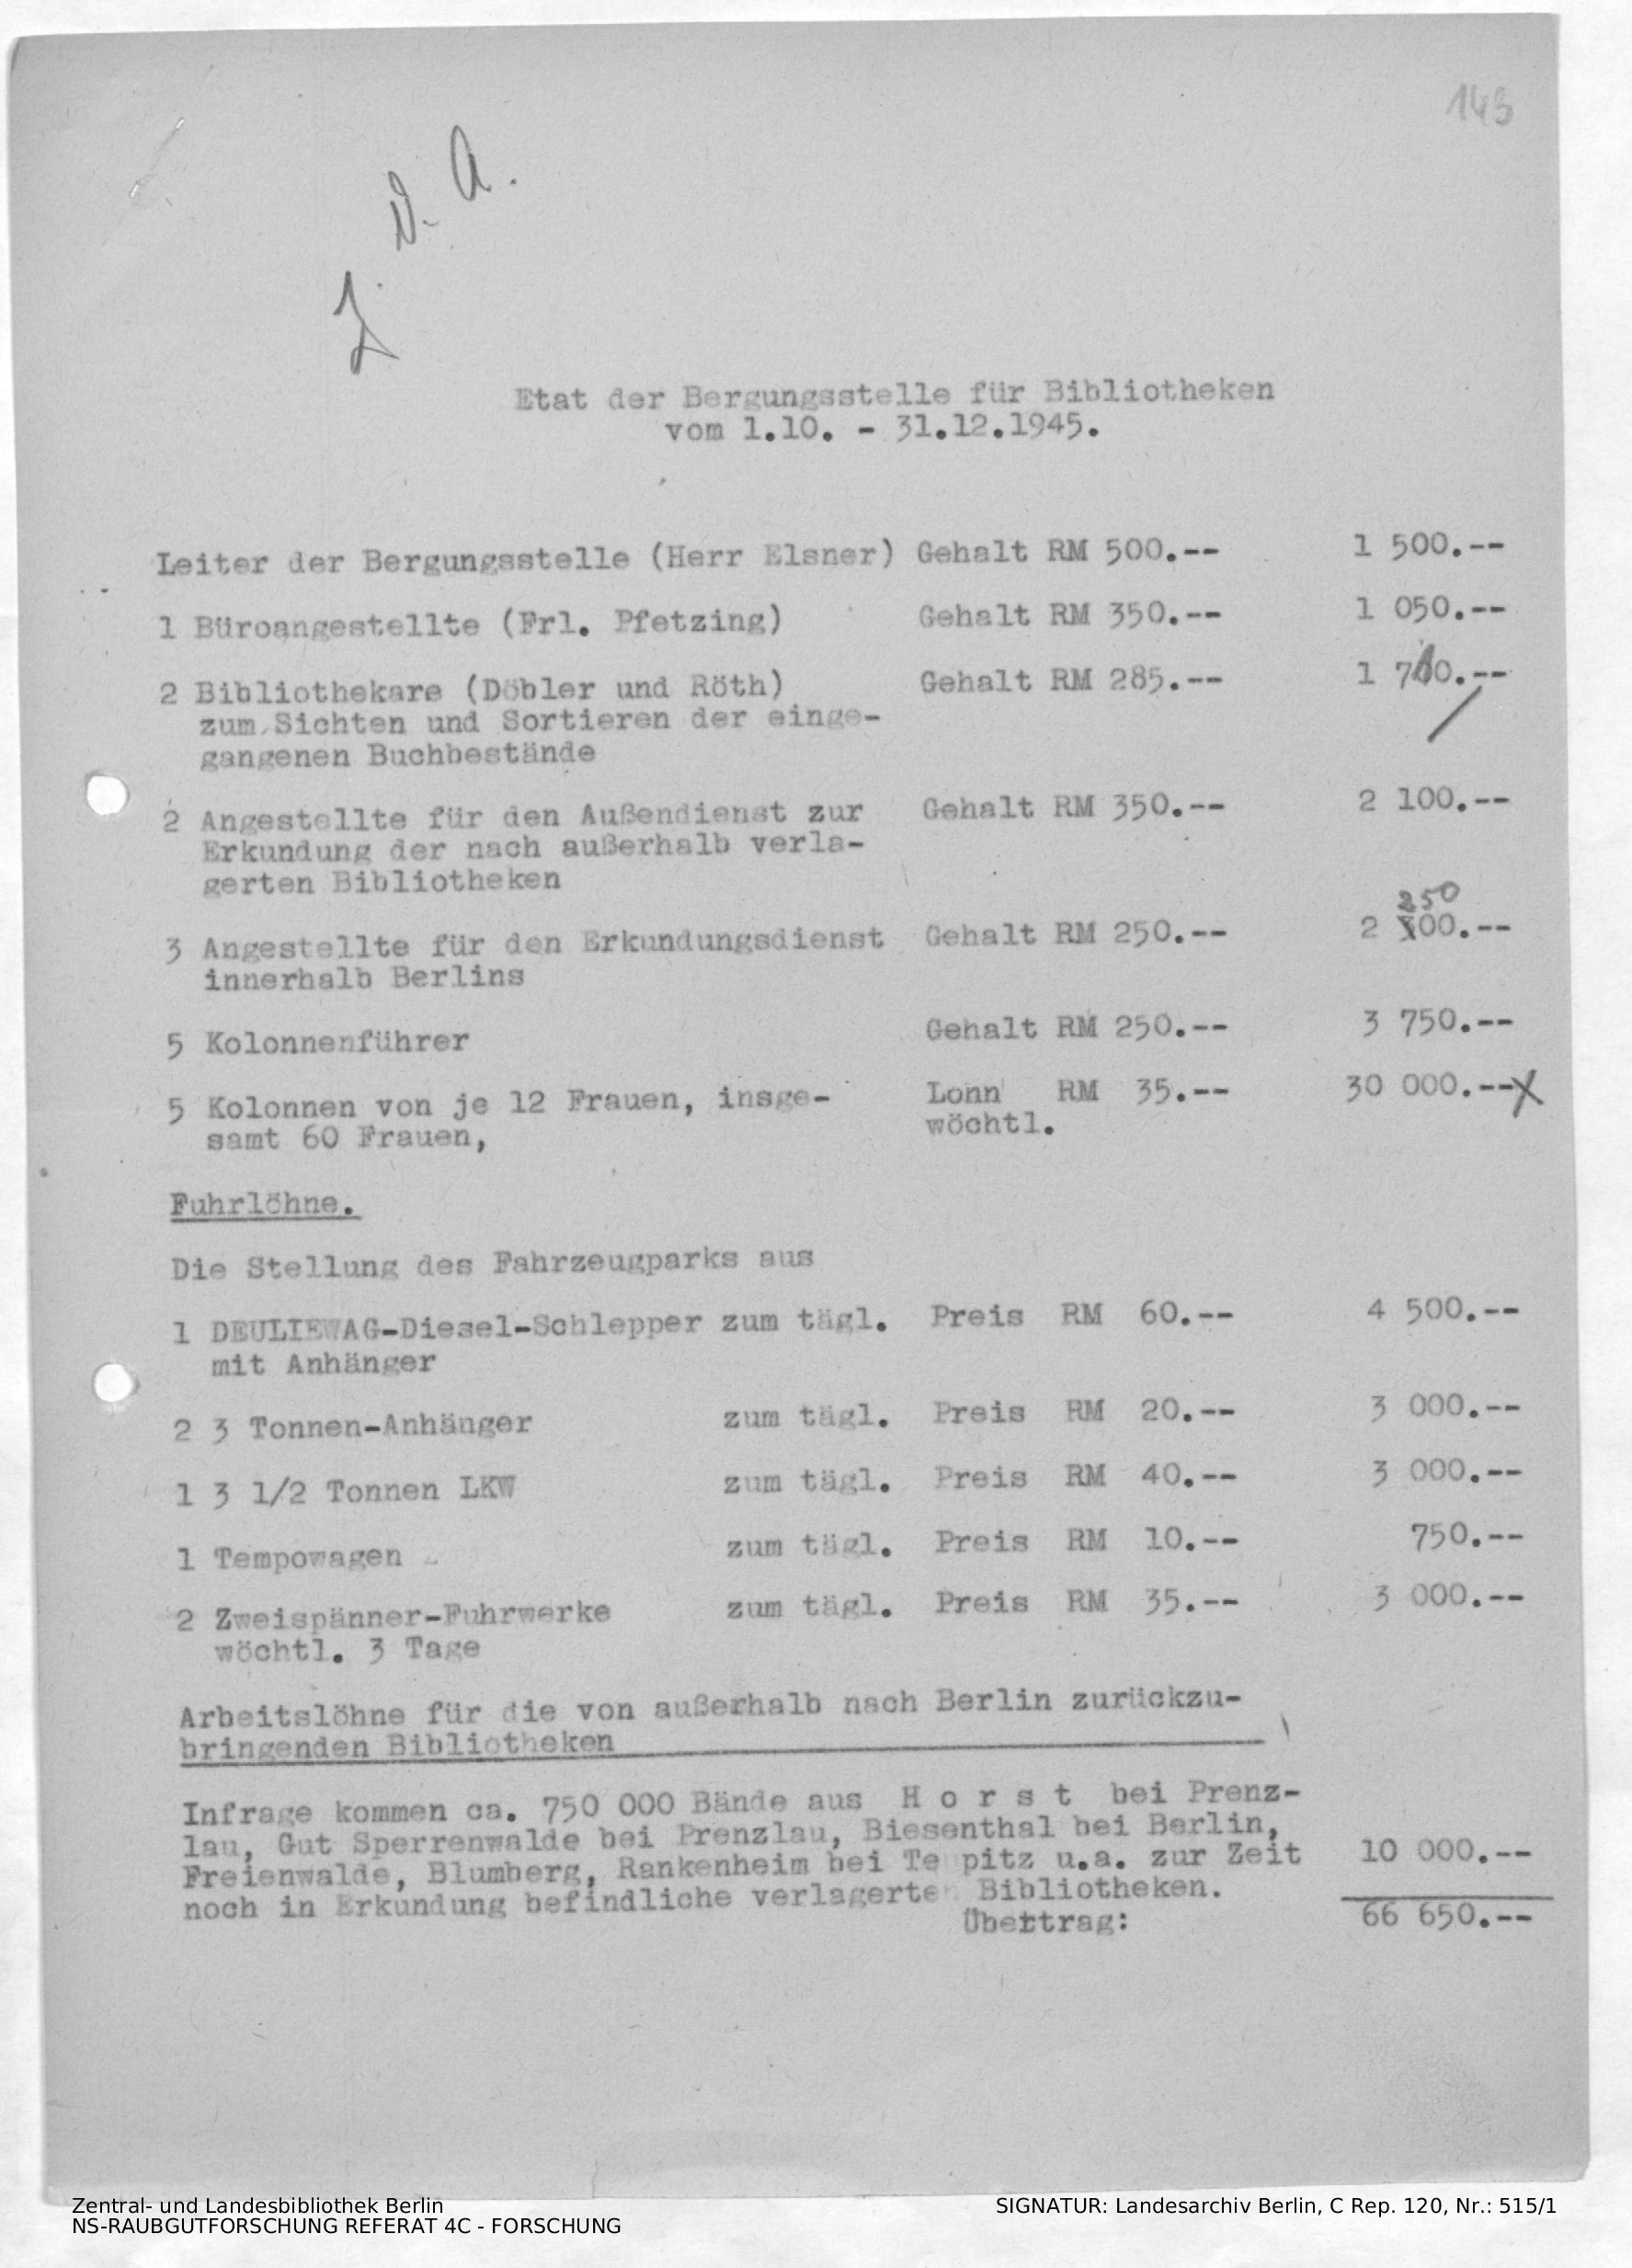 145
Z. d. A.
Etat der Bergungsstelle für Bibliotheken
vom 1.10. - 31.12.1945.
Leiter der Bergungsstelle (Herr Elsner) Gehalt RM 500.-- 1 500.--
1 Büroangestellte (Frl. Pfetzing) Gehalt RM 350.-- 1 050.--
2 Bibliothekare (Döbler und Röth) Gehalt RM 285.-- 1 710.--
zum Sichten und Sortieren der einge-
gangenen Buchbestände
2 Angestellte für den Außendienst zur Gehalt RM 350.-- 2 100.--
Erkundung der nach außerhalb verla-
gerten Bibliotheken
250
3 Angestellte für den Erkundungsdienst Gehalt RM 250.-- 2 300.--
innerhalb Berlins
5 Kolonnenführer Gehalt RM 250.-- 3 750.--
5 Kolonnen von je 12 Frauen, insge- Lohn RM 35.-- 30 000.--X
samt 60 Frauen, wöchtl.
Fuhrlöhne.
Die Stellung des Fahrzeugparks aus
1 DEULIEWAG-Diesel-Schlepper zum tägl. Preis RM 60.-- 4 500.--
mit Anhänger
2 3 Tonnen-Anhänger zum tägl. Preis RM 20.-- 3 000.--
1 3 1/2 Tonnen LKW zum tägl. Preis RM 40.-- 3 000.--
1 Tempowagen zum tägl. Preis RM 10.-- 750.--
2 Zweispänner-Fuhrwerke zum tägl. Preis RM 35.-- 3 000.--
wöchtl. 3 Tage
Arbeitslöhne für die von außerhalb nach Berlin zurückzu-
bringenden Bibliotheken
Infrage kommen ca. 750 000 Bände aus H o r s t bei Prenz-
lau, Gut Sperrenwalde bei Prenzlau, Biesenthal bei Berlin,
Freienwalde, Blumberg, Rankenheim bei Teupitz u.a. zur Zeit 10 000.--
noch in Erkundung befindliche verlagerten Bibliotheken.
Übertrag: 66 650.--
Zentral- und Landesbibliothek Berlin
NS-RAUBGUTFORSCHUNG REFERAT 4C - FORSCHUNG
SIGNATUR: Landesarchiv Berlin, C Rep. 120, Nr.: 515/1